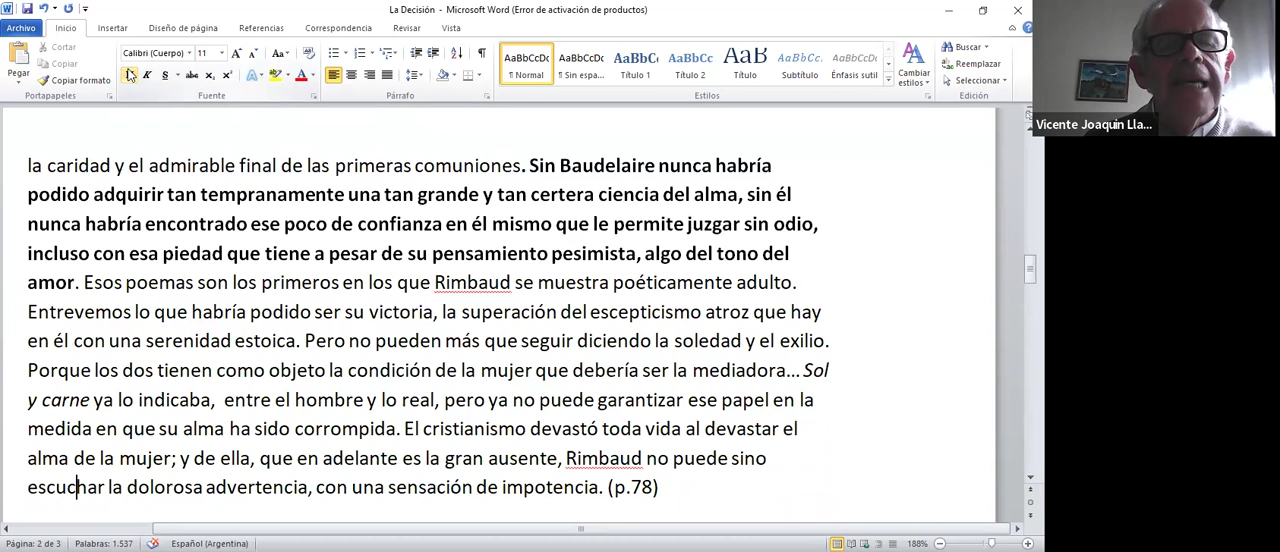 La Decisión - Microsoft Word (Error de activación de productos)
Archivo Inicio Insertar Diseño de página Referencias Correspondencia Revisar Vista
Pegar
Cortar
Copiar
Copiar formato
Portapapeles
Calibri (Cuerpo) 11
Fuente
Párrafo
AaBbCcDc AaBbCcDc AaBbC AaBbCc AaB AaBbCc. AaBbCcDc
¶ Normal ¶ Sin espa... Título 1 Título 2 Título Subtítulo Énfasis sutil
Cambiar estilos
Estilos
Buscar
Reemplazar
Seleccionar
Edición
Vicente Joaquin Lla...
la caridad y el admirable final de las primeras comuniones. Sin Baudelaire nunca habría
podido adquirir tan tempranamente una tan grande y tan certera ciencia del alma, sin él
nunca habría encontrado ese poco de confianza en él mismo que le permite juzgar sin odio,
incluso con esa piedad que tiene a pesar de su pensamiento pesimista, algo del tono del
amor. Esos poemas son los primeros en los que Rimbaud se muestra poéticamente adulto.
Entrevemos lo que habría podido ser su victoria, la superación del escepticismo atroz que hay
en él con una serenidad estoica. Pero no pueden más que seguir diciendo la soledad y el exilio.
Porque los dos tienen como objeto la condición de la mujer que debería ser la mediadora... Sol
y carne ya lo indicaba, entre el hombre y lo real, pero ya no puede garantizar ese papel en la
medida en que su alma ha sido corrompida. El cristianismo devastó toda vida al devastar el
alma de la mujer; y de ella, que en adelante es la gran ausente, Rimbaud no puede sino
escuchar la dolorosa advertencia, con una sensación de impotencia. (p.78)
Página: 2 de 3 Palabras: 1.537 Español (Argentina) 188%